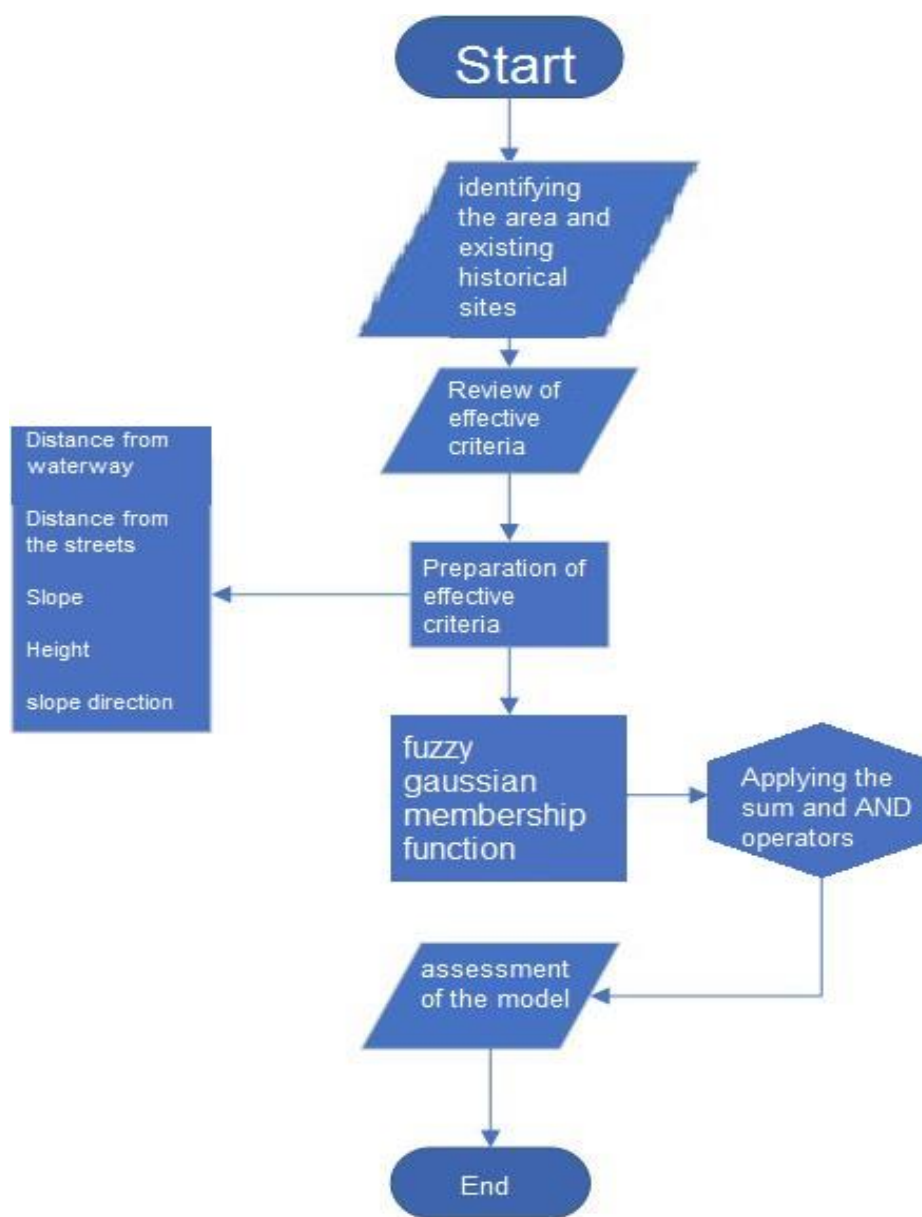 Start
identifying
the area and
existing
historical
sites
Review of
effective
criteria
Distance from
waterway
Distance from
the streets
Slope
Height
slope direction
Preparation of
effective
criteria
fuzzy
gaussian
membership
function
Applying the
sum and AND
operators
assessment
of the model
End